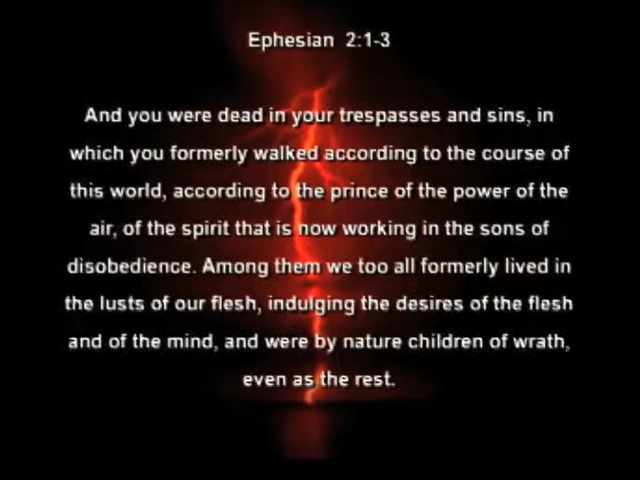 Ephesian 2:1-3
And you were dead in your trespasses and sins, in
which you formerly walked according to the course of
this world, according to the prince of the power of the
air, of the spirit that is now working in the sons of
disobedience. Among them we too all formerly lived in
the lusts of our flesh, indulging the desires of the flesh
and of the mind, and were by nature children of wrath,
even as the rest.